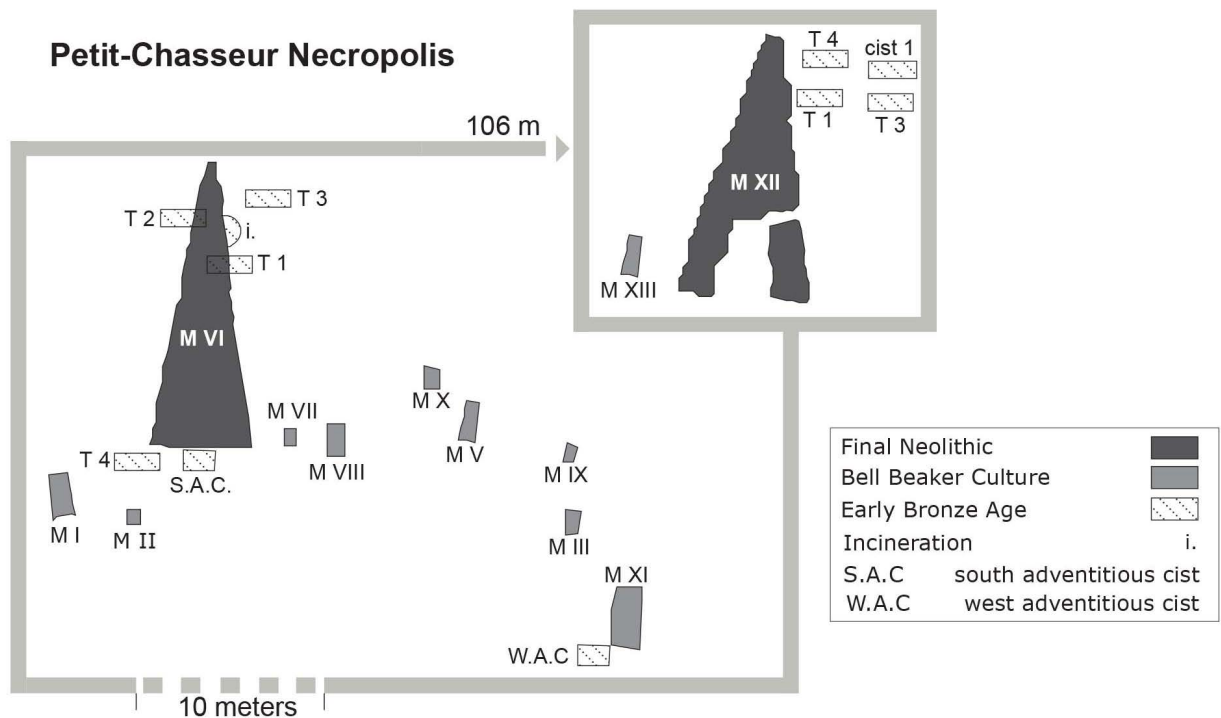 Petit-Chasseur Necropolis
106 m
T 4
cist 1
T 1
T 3
M XII
M XIII
T 2
T 3
i.
T 1
M VI
M X
M VII
M V
M VIII
T 4
S.A.C.
M IX
M I
M II
M III
M XI
W.A.C
10 meters
Final Neolithic
Bell Beaker Culture
Early Bronze Age
Incineration i.
S.A.C south adventitious cist
W.A.C west adventitious cist